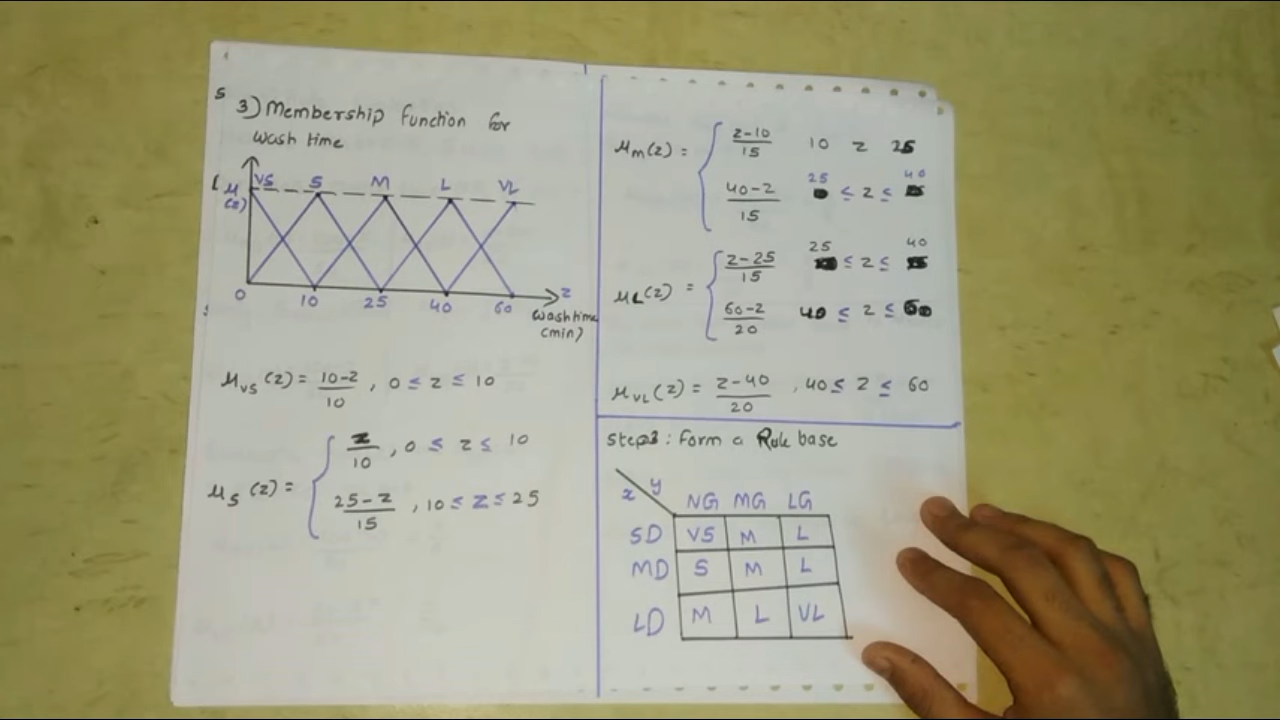 3) Membership Function for
wash time
1 μ(z) VS S M L VL
0 10 25 40 60 z
wash time
(min)
μVS (z) = 10-z/10 , 0 ≤ z ≤ 10
μS (z) = { z/10 , 0 ≤ z ≤ 10
25-z/15 , 10 ≤ z ≤ 25
μM(z) = { z-10/15 10 z 25
40-z/15 25 ≤ z ≤ 40
μL(z) = { z-25/15 25 ≤ z ≤ 40
60-z/20 40 ≤ z ≤ 60
μVL(z) = z-40/20 , 40 ≤ z ≤ 60
Step3: Form a Rule base
x y NG MG LG
SD VS M L
MD S M L
LD M L VL